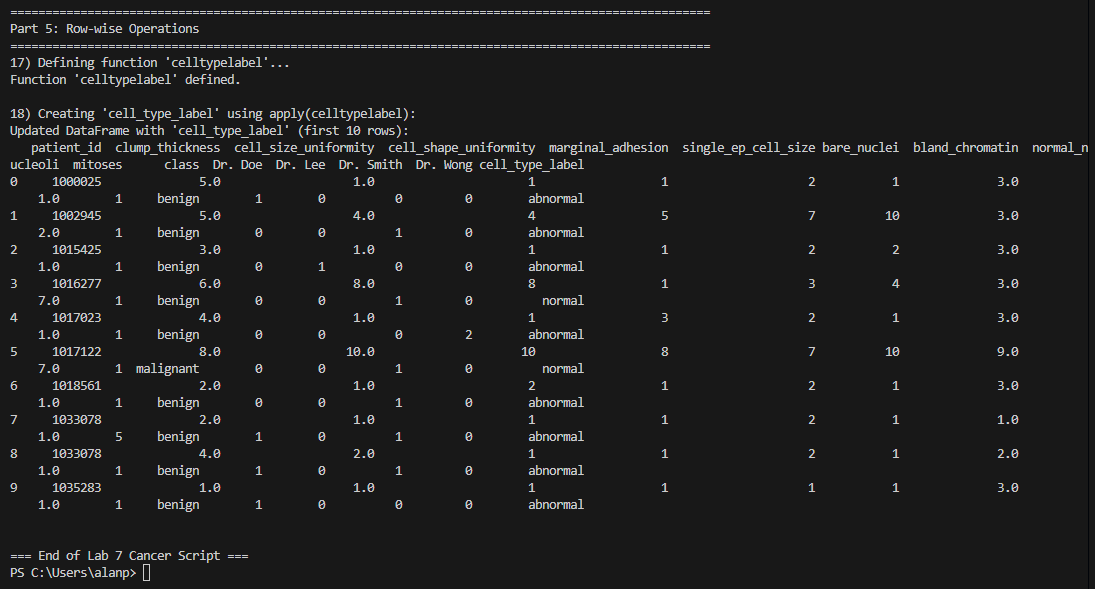 ====================================================================================================
Part 5: Row-wise Operations
====================================================================================================
17) Defining function 'celltypelabel'...
Function 'celltypelabel' defined.

18) Creating 'cell_type_label' using apply(celltypelabel):
Updated DataFrame with 'cell_type_label' (first 10 rows):
   patient_id  clump_thickness  cell_size_uniformity  cell_shape_uniformity  marginal_adhesion  single_ep_cell_size bare_nuclei  bland_chromatin  normal_n
ucleoli  mitoses      class  Dr. Doe  Dr. Lee  Dr. Smith  Dr. Wong cell_type_label
0     1000025              5.0                   1.0                      1                  1                    2           1              3.0
    1.0        1     benign        1        0          0         0        abnormal
1     1002945              5.0                   4.0                      4                  5                    7          10              3.0
    2.0        1     benign        0        0          1         0        abnormal
2     1015425              3.0                   1.0                      1                  1                    2           2              3.0
    1.0        1     benign        0        1          0         0        abnormal
3     1016277              6.0                   8.0                      8                  1                    3           4              3.0
    7.0        1     benign        0        0          1         0          normal
4     1017023              4.0                   1.0                      1                  3                    2           1              3.0
    1.0        1     benign        0        0          0         2        abnormal
5     1017122              8.0                  10.0                     10                  8                    7          10              9.0
    7.0        1  malignant        0        0          1         0          normal
6     1018561              2.0                   1.0                      2                  1                    2           1              3.0
    1.0        1     benign        0        0          1         0        abnormal
7     1033078              2.0                   1.0                      1                  1                    2           1              1.0
    1.0        5     benign        1        0          1         0        abnormal
8     1033078              4.0                   2.0                      1                  1                    2           1              2.0
    1.0        1     benign        1        0          1         0        abnormal
9     1035283              1.0                   1.0                      1                  1                    1           1              3.0
    1.0        1     benign        1        0          0         0        abnormal

=== End of Lab 7 Cancer Script ===
PS C:\Users\alanp>